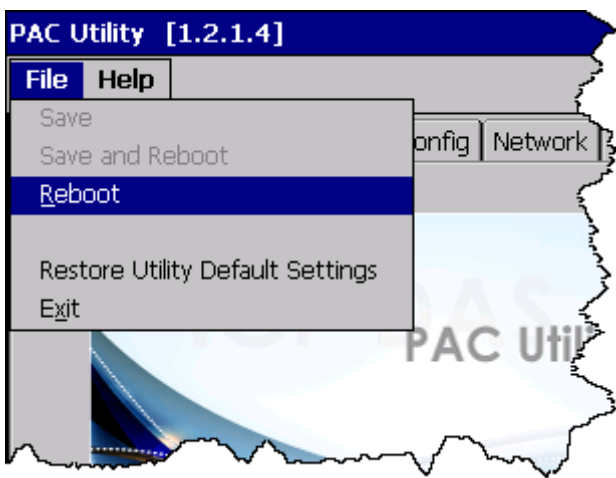 PAC Utility [1.2.1.4]
File Help
Save
Save and Reboot
Reboot
Restore Utility Default Settings
Exit
onfig Network
PAC Util